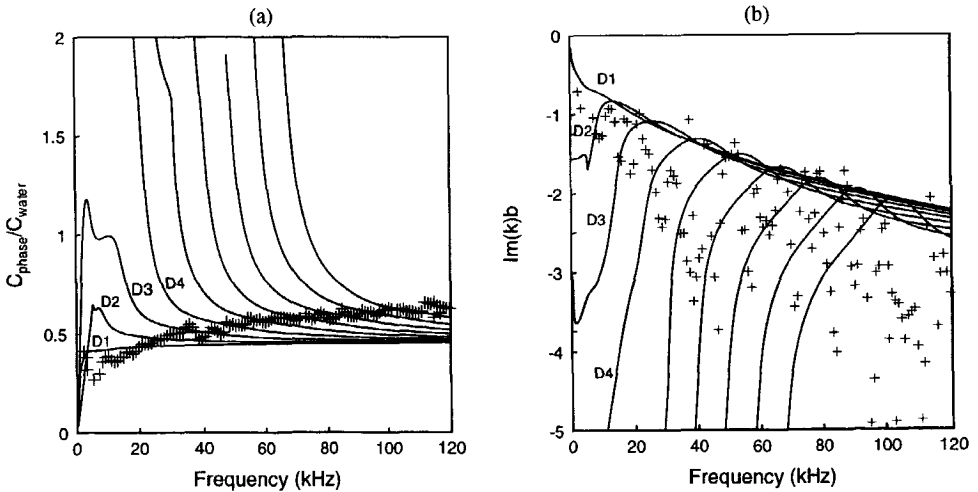 (a)
2
1.5
1
0.5
0
C_phase/C_water
D3
D4
D2
D1
0 20 40 60 80 100 120
Frequency (kHz)
(b)
0
-1
-2
-3
-4
-5
Im(k)b
D1
D2
D3
D4
0 20 40 60 80 100 120
Frequency (kHz)